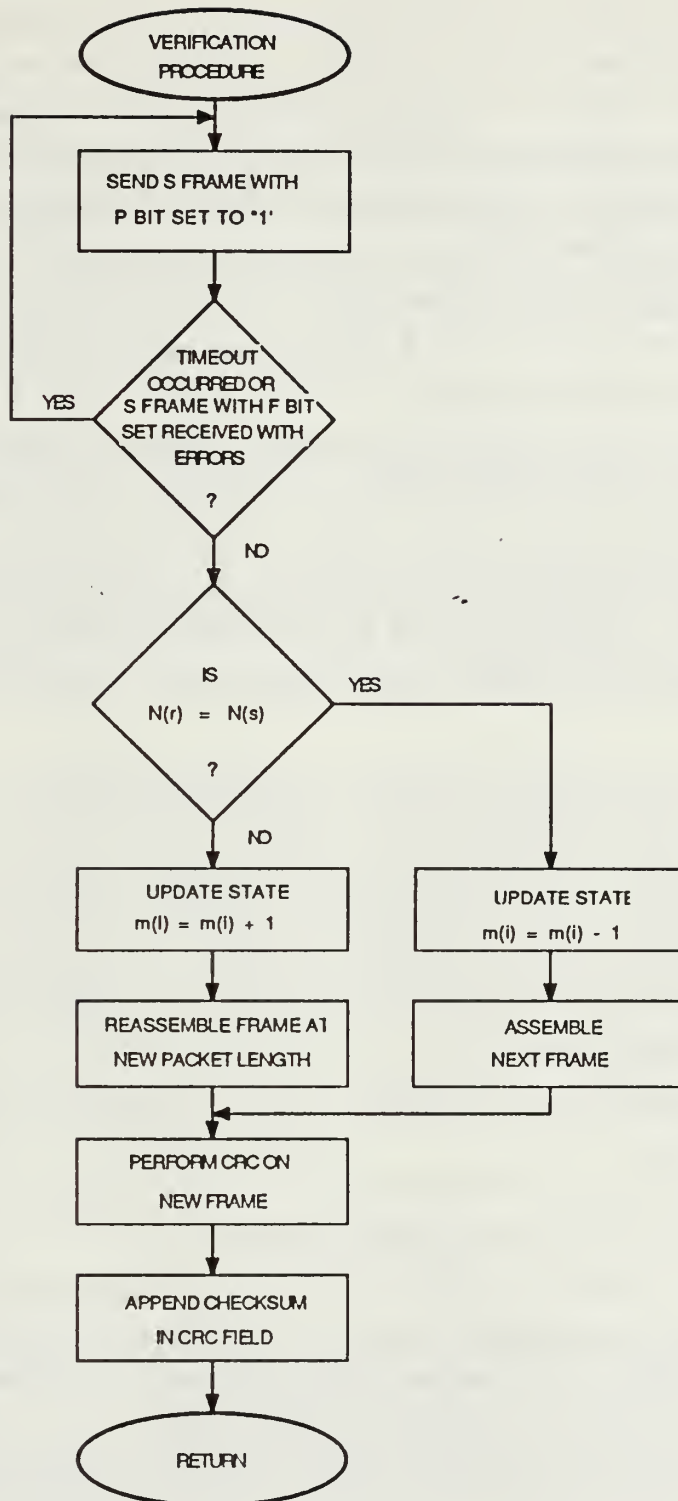 VERIFICATION
PROCEDURE
SEND S FRAME WITH
P BIT SET TO "1'
TIMEOUT
OCCURRED OR
S FRAME WITH F BIT
SET RECEIVED WITH
ERRORS
?
YES
NO
IS
N(r) = N(s)
?
YES
NO
UPDATE STATE
m(i) = m(i) + 1
UPDATE STATE
m(i) = m(i) - 1
REASSEMBLE FRAME AT
NEW PACKET LENGTH
ASSEMBLE
NEXT FRAME
PERFORM CRC ON
NEW FRAME
APPEND CHECKSUM
IN CRC FIELD
RETURN